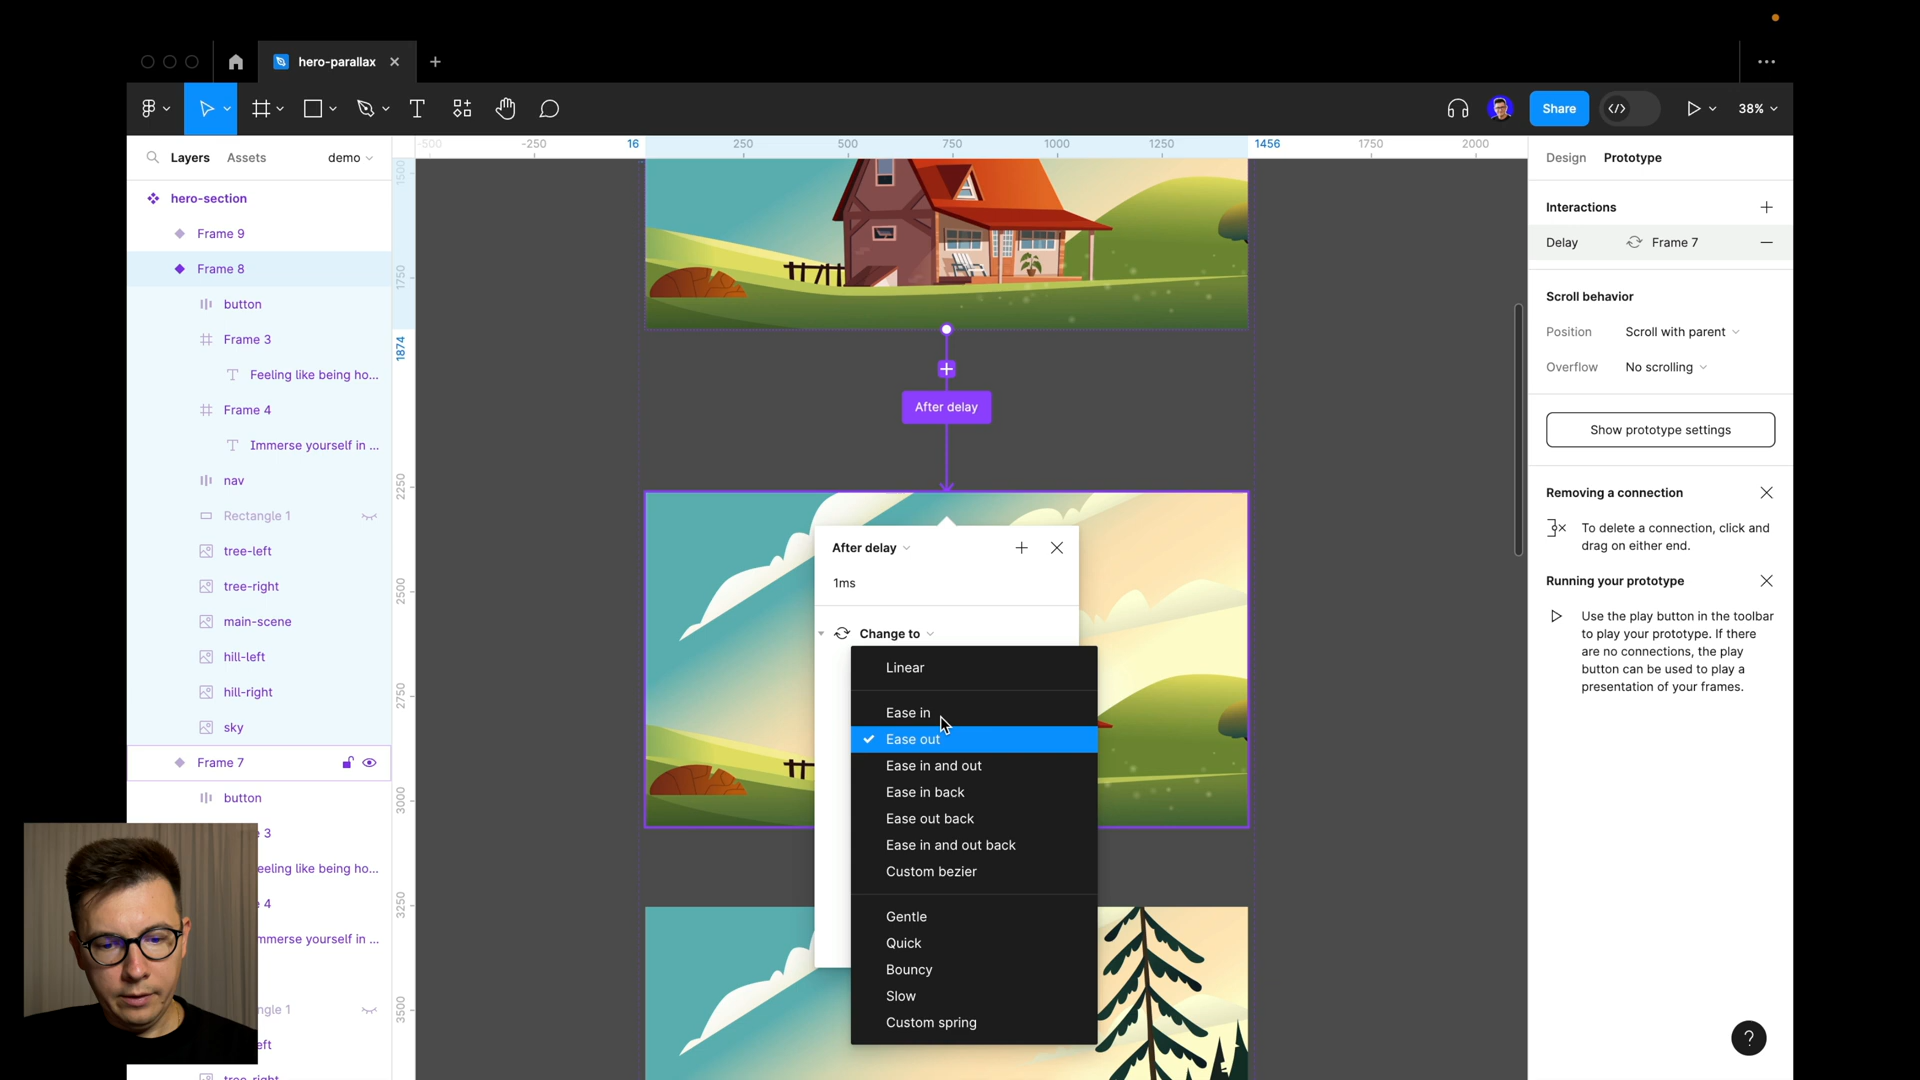 hero-parallax
Share
38%
Layers
Assets
demo
-500
-250
16
250
500
750
1000
1250
1456
1750
2000
Design
Prototype
hero-section
Frame 9
Frame 8
button
Frame 3
Feeling like being ho...
Frame 4
Immerse yourself in ...
nav
Rectangle 1
tree-left
tree-right
main-scene
hill-left
hill-right
sky
Frame 7
button
3
eeling like being ho...
4
mmerse yourself in ...
ngle 1
eft
tree-right
1500
1750
1874
2250
2500
2750
3000
3250
3500
After delay
After delay
1ms
Change to
Linear
Ease in
Ease out
Ease in and out
Ease in back
Ease out back
Ease in and out back
Custom bezier
Gentle
Quick
Bouncy
Slow
Custom spring
Interactions
Delay
Frame 7
Scroll behavior
Position
Scroll with parent
Overflow
No scrolling
Show prototype settings
Removing a connection
To delete a connection, click and
drag on either end.
Running your prototype
Use the play button in the toolbar
to play your prototype. If there
are no connections, the play
button can be used to play a
presentation of your frames.
?